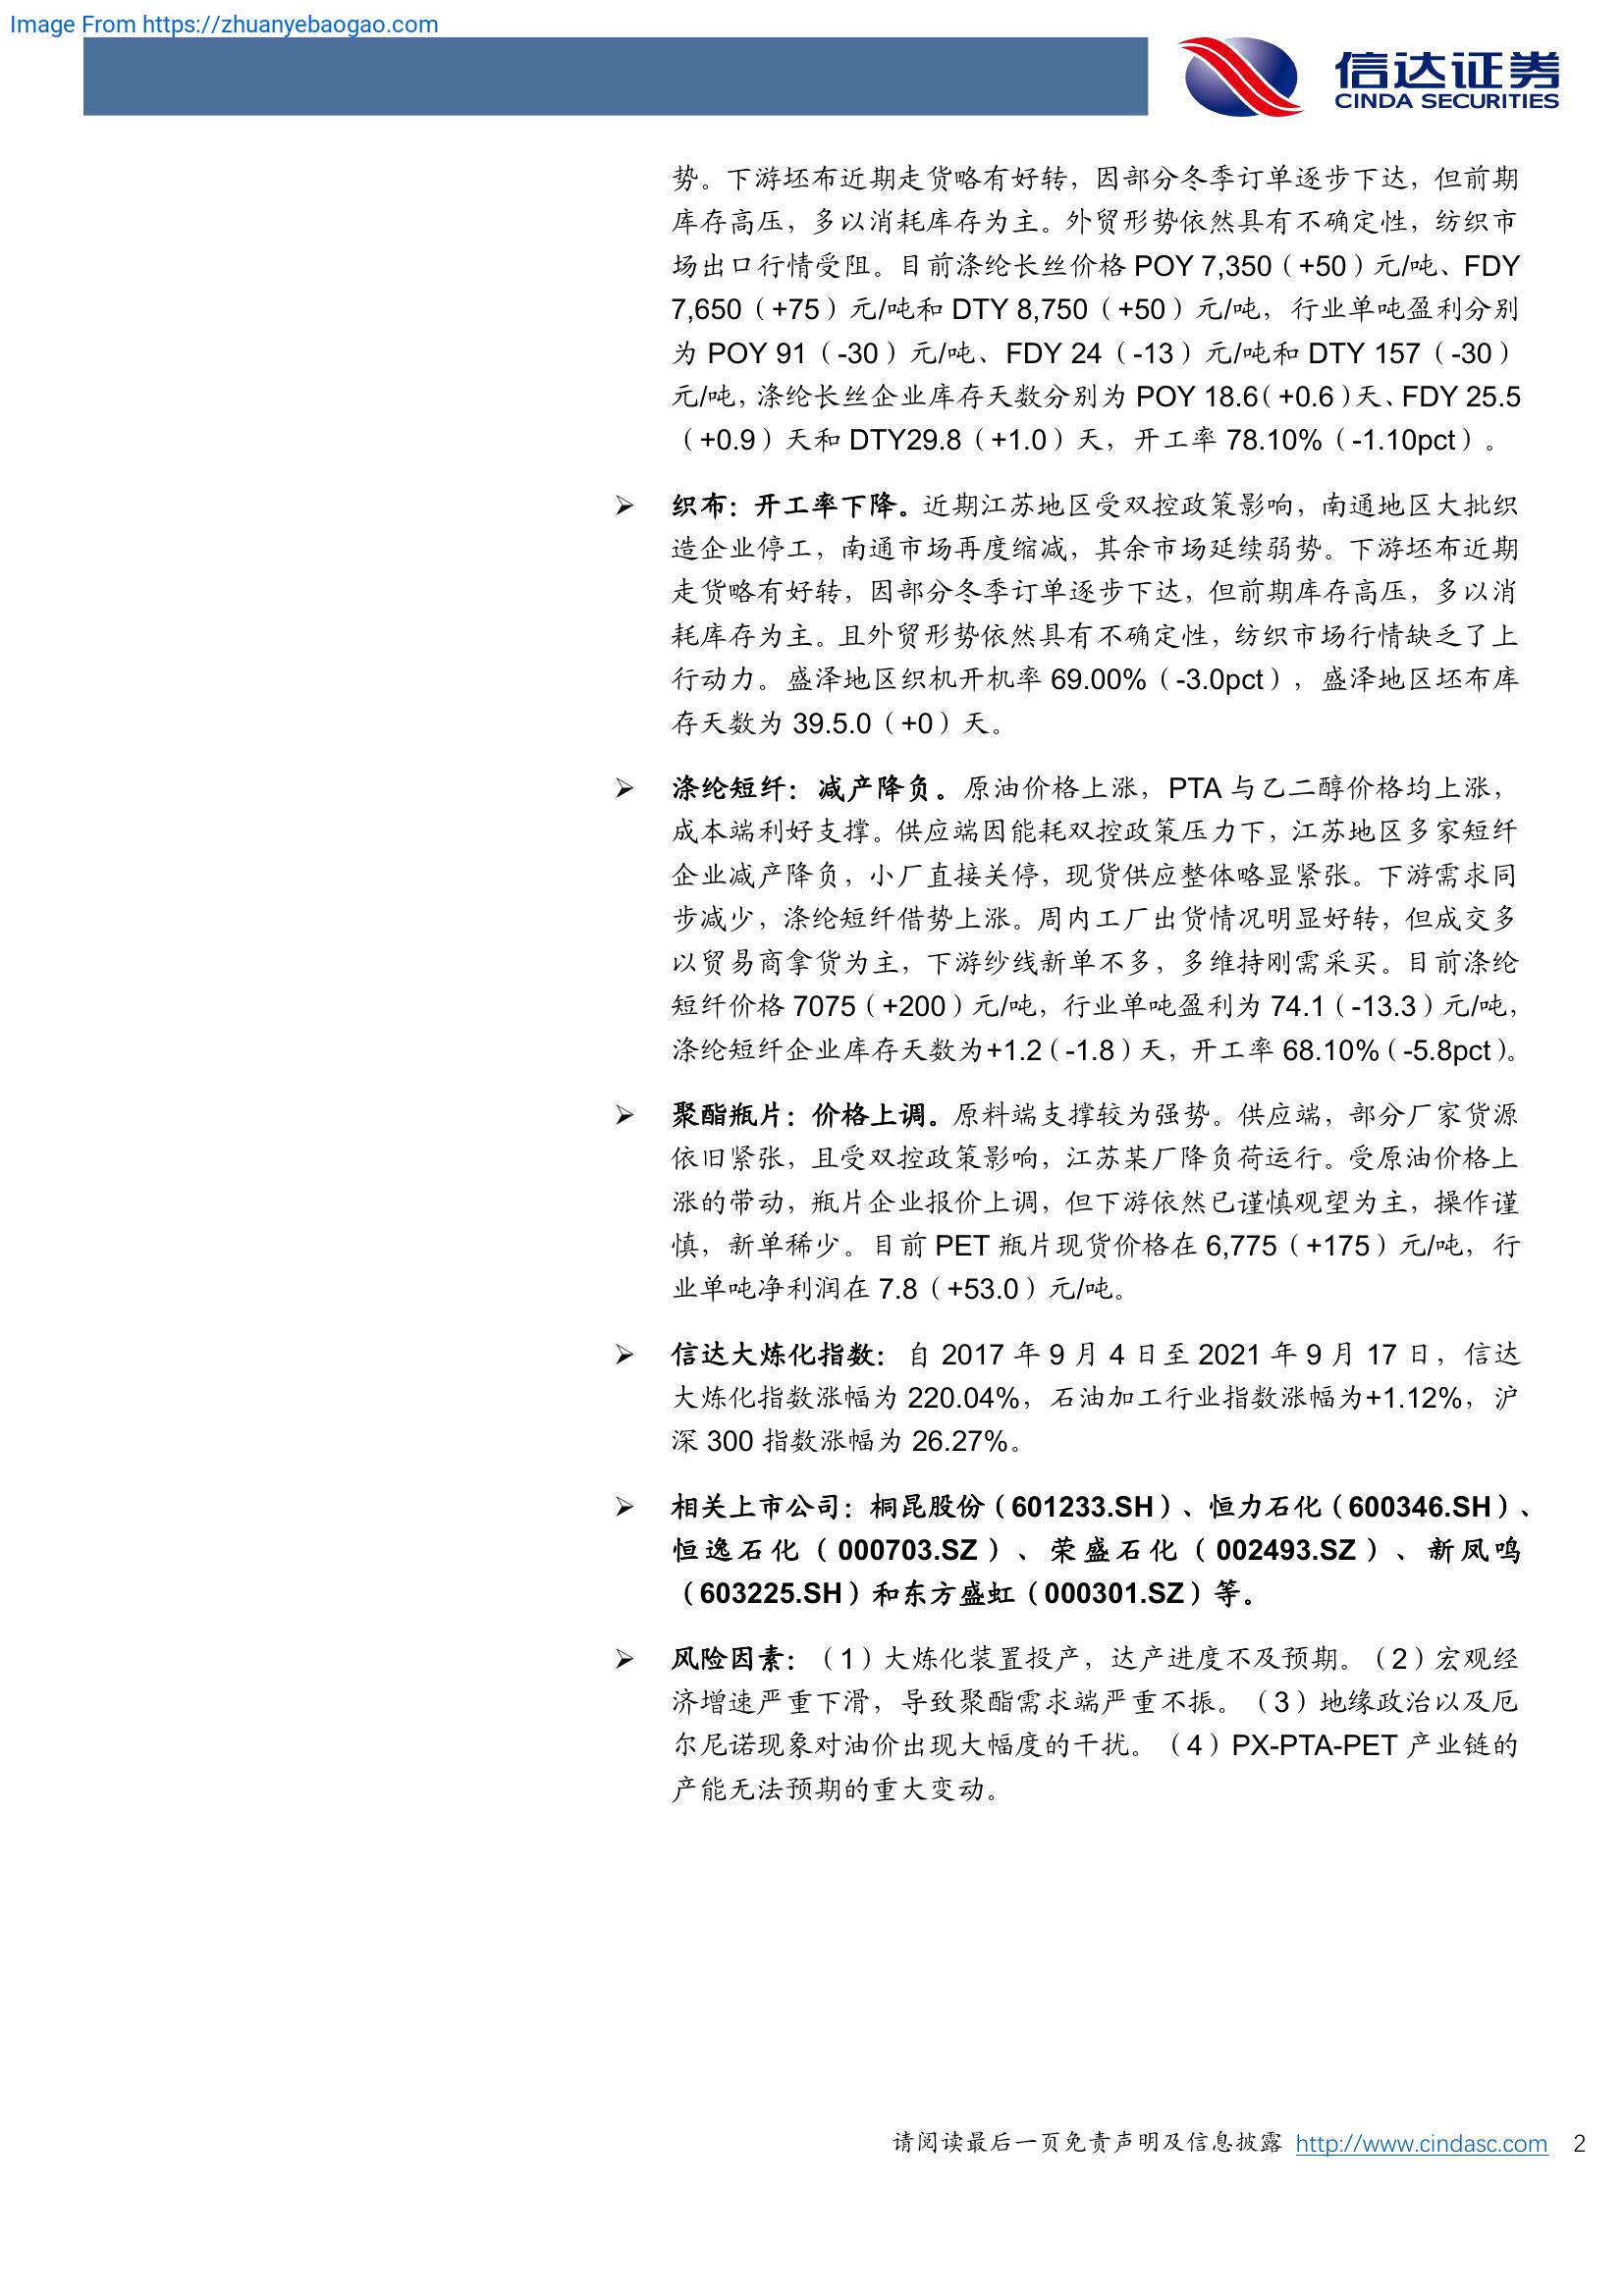 Image From https://zhuanyebaogao.com
信达证券
CINDA SECURITIES
势。下游坯布近期走货略有好转，因部分冬季订单逐步下达，但前期
库存高压，多以消耗库存为主。外贸形势依然具有不确定性，纺织市
场出口行情受阻。目前涤纶长丝价格 POY 7,350（+50）元/吨、FDY
7,650（+75）元/吨和 DTY 8,750（+50）元/吨，行业单吨盈利分别
为 POY 91（-30）元/吨、FDY 24（-13）元/吨和 DTY 157（-30）
元/吨，涤纶长丝企业库存天数分别为 POY 18.6（+0.6）天、FDY 25.5
（+0.9）天和 DTY29.8（+1.0）天，开工率 78.10%（-1.10pct）。
➢ 织布：开工率下降。近期江苏地区受双控政策影响，南通地区大批织
造企业停工，南通市场再度缩减，其余市场延续弱势。下游坯布近期
走货略有好转，因部分冬季订单逐步下达，但前期库存高压，多以消
耗库存为主。且外贸形势依然具有不确定性，纺织市场行情缺乏了上
行动力。盛泽地区织机开机率 69.00%（-3.0pct），盛泽地区坯布库
存天数为 39.5.0（+0）天。
➢ 涤纶短纤：减产降负。原油价格上涨，PTA 与乙二醇价格均上涨，
成本端利好支撑。供应端因能耗双控政策压力下，江苏地区多家短纤
企业减产降负，小厂直接关停，现货供应整体略显紧张。下游需求同
步减少，涤纶短纤借势上涨。周内工厂出货情况明显好转，但成交多
以贸易商拿货为主，下游纱线新单不多，多维持刚需采买。目前涤纶
短纤价格 7075（+200）元/吨，行业单吨盈利为 74.1（-13.3）元/吨，
涤纶短纤企业库存天数为+1.2（-1.8）天，开工率 68.10%（-5.8pct）。
➢ 聚酯瓶片：价格上调。原料端支撑较为强势。供应端，部分厂家货源
依旧紧张，且受双控政策影响，江苏某厂降负荷运行。受原油价格上
涨的带动，瓶片企业报价上调，但下游依然已谨慎观望为主，操作谨
慎，新单稀少。目前 PET 瓶片现货价格在 6,775（+175）元/吨，行
业单吨净利润在 7.8（+53.0）元/吨。
➢ 信达大炼化指数：自 2017 年 9 月 4 日至 2021 年 9 月 17 日，信达
大炼化指数涨幅为 220.04%，石油加工行业指数涨幅为+1.12%，沪
深 300 指数涨幅为 26.27%。
➢ 相关上市公司：桐昆股份（601233.SH）、恒力石化（600346.SH）、
恒逸石化（000703.SZ）、荣盛石化（002493.SZ）、新凤鸣
（603225.SH）和东方盛虹（000301.SZ）等。
➢ 风险因素：（1）大炼化装置投产，达产进度不及预期。（2）宏观经
济增速严重下滑，导致聚酯需求端严重不振。（3）地缘政治以及厄
尔尼诺现象对油价出现大幅度的干扰。（4）PX-PTA-PET 产业链的
产能无法预期的重大变动。
请阅读最后一页免责声明及信息披露 http://www.cindasc.com 2